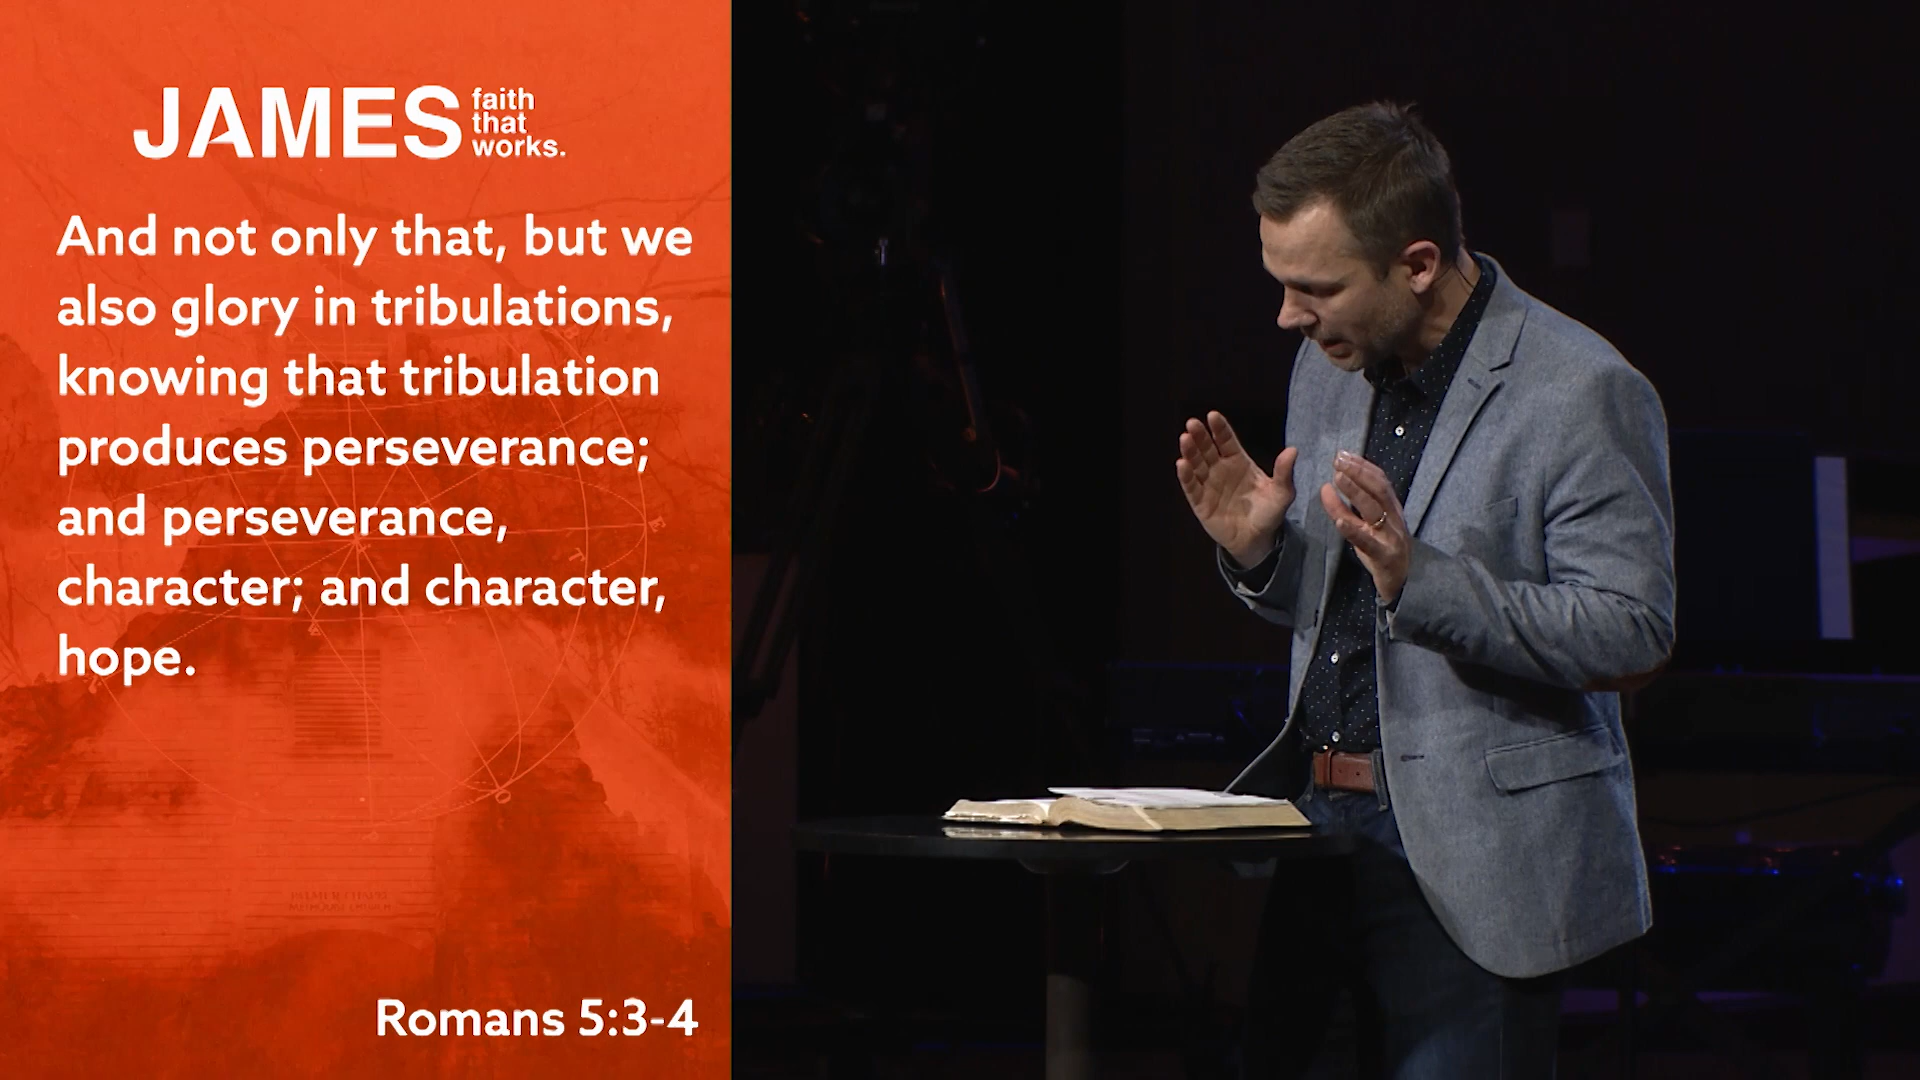 JAMES faith
that
works.
And not only that, but we
also glory in tribulations,
knowing that tribulation
produces perseverance;
and perseverance,
character; and character,
hope.
Romans 5:3-4